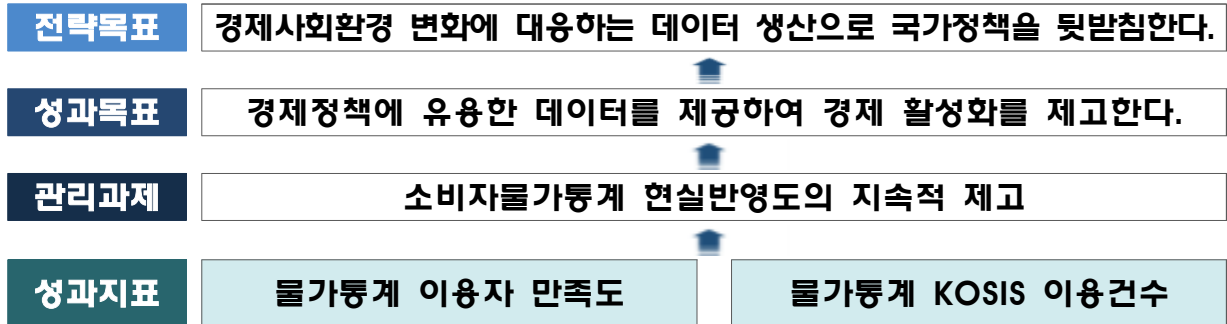 전략목표 경제사회환경 변화에 대응하는 데이터 생산으로 국가정책을 뒷받침한다.
성과목표 경제정책에 유용한 데이터를 제공하여 경제 활성화를 제고한다.
관리과제 소비자물가통계 현실반영도의 지속적 제고
성과지표 물가통계 이용자 만족도 물가통계 KOSIS 이용건수